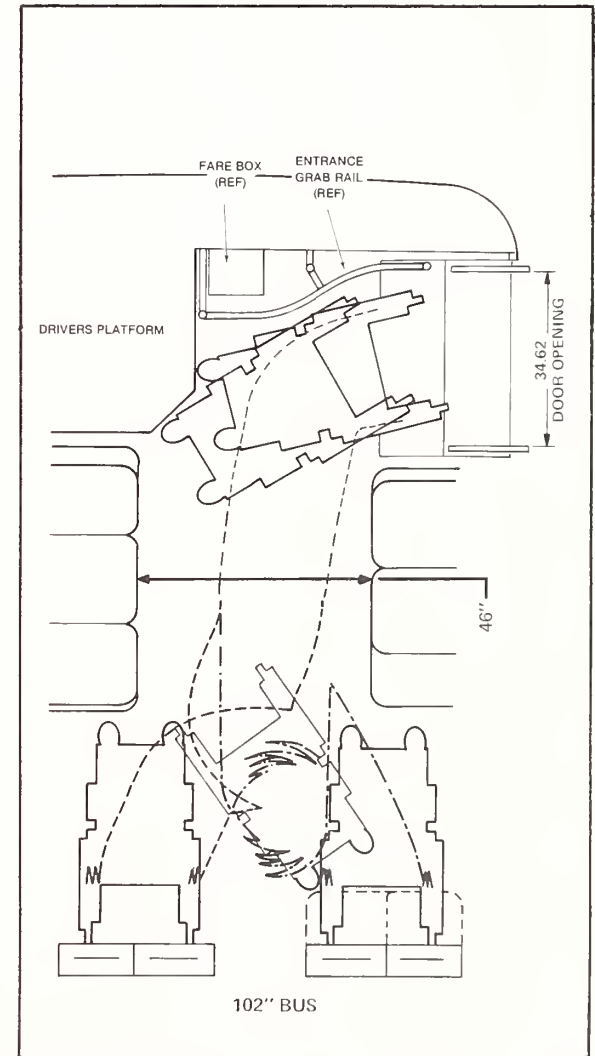 FARE BOX
(REF)
ENTRANCE
GRAB RAIL
(REF)
DRIVERS PLATFORM
34.62
DOOR OPENING
46"
102" BUS